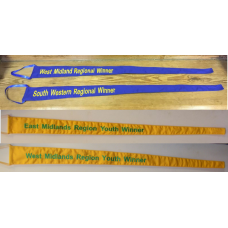 West Midland Regional Winner
South Western Regional Winner
East Midlands Region Youth Winner
West Midlands Region Youth Winner